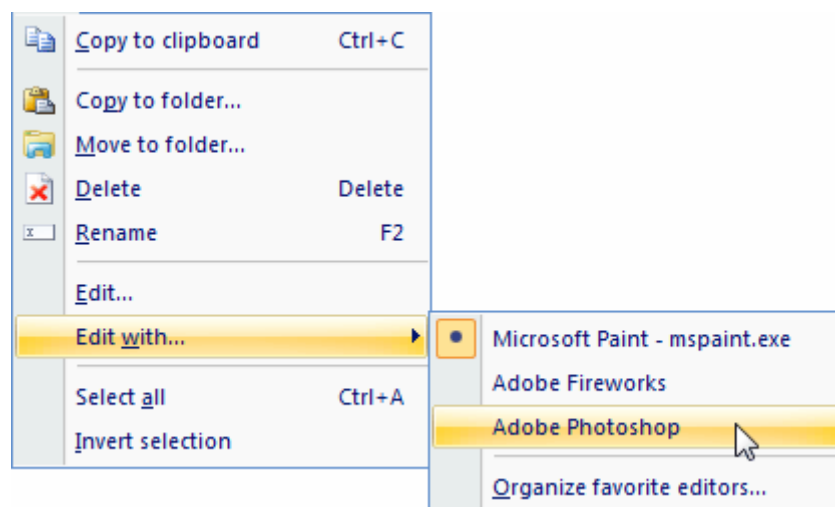 Copy to clipboard Ctrl+C
Copy to folder...
Move to folder...
Delete Delete
Rename F2
Edit...
Edit with...
Select all Ctrl+A
Invert selection
Microsoft Paint - mspaint.exe
Adobe Fireworks
Adobe Photoshop
Organize favorite editors...